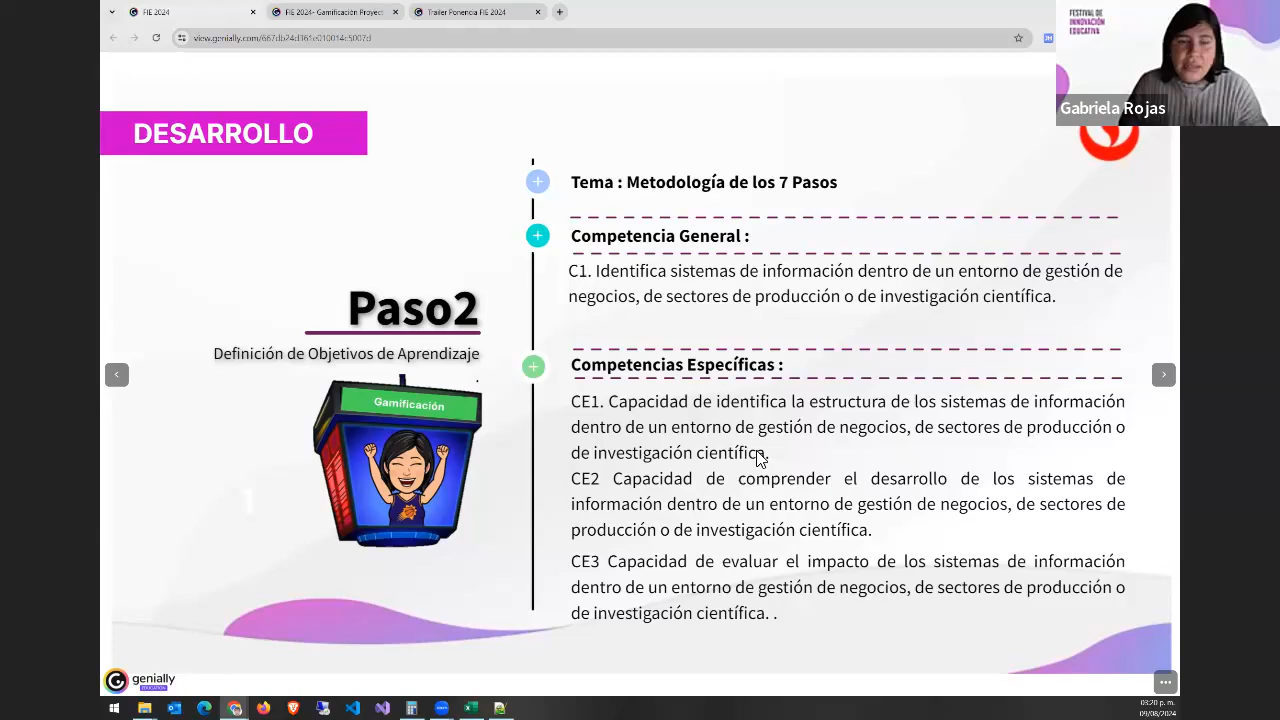 FIE 2024
FIE 2024- Gamificación Proyect
Trailer Ponencia FIE 2024
view.genially.com/667db24d361e010014c5007d
FESTIVAL DE
INNOVACIÓN
EDUCATIVA
Gabriela Rojas
DESARROLLO
Tema : Metodología de los 7 Pasos
Competencia General :
C1. Identifica sistemas de información dentro de un entorno de gestión de
negocios, de sectores de producción o de investigación científica.
Paso2
Definición de Objetivos de Aprendizaje
.
Gamificación
Competencias Específicas :
CE1. Capacidad de identifica la estructura de los sistemas de información
dentro de un entorno de gestión de negocios, de sectores de producción o
de investigación científica.
CE2 Capacidad de comprender el desarrollo de los sistemas de
información dentro de un entorno de gestión de negocios, de sectores de
producción o de investigación científica.
CE3 Capacidad de evaluar el impacto de los sistemas de información
dentro de un entorno de gestión de negocios, de sectores de producción o
de investigación científica. .
1
genially
EDUCATION
03:20 p. m.
09/08/2024